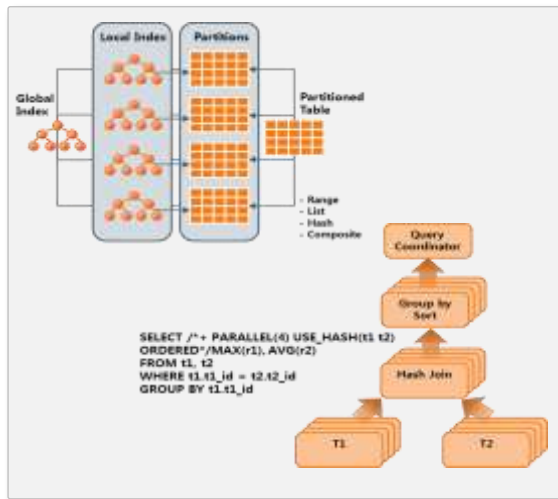 Local Index
Partitions
Global
Index
Partitioned
Table
- Range
- List
- Hash
- Composite
Query
Coordinator
Group by
Sort
SELECT /*+ PARALLEL(4) USE_HASH(t1 t2)
ORDERED*/MAX(r1), AVG(r2)
FROM t1, t2
WHERE t1.t1_id = t2.t2_id
GROUP BY t1.t1_id
Hash Join
T1
T2